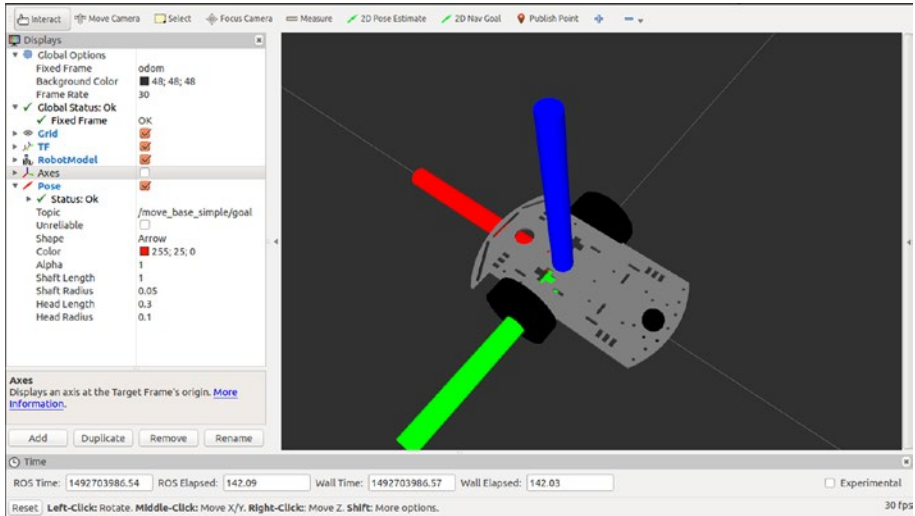 Interact Move Camera Select Focus Camera Measure 2D Pose Estimate 2D Nav Goal Publish Point
Displays
Global Options
Fixed Frame odom
Background Color 48; 48; 48
Frame Rate 30
Global Status: Ok
Fixed Frame OK
Grid
TF
RobotModel
Axes
Pose
Status: Ok
Topic /move_base_simple/goal
Unreliable
Shape Arrow
Color 255; 25; 0
Alpha 1
Shaft Length 1
Shaft Radius 0.05
Head Length 0.3
Head Radius 0.1
Axes
Displays an axis at the Target Frame's origin. More
Information.
Add Duplicate Remove Rename
Time
ROS Time: 1492703986.54 ROS Elapsed: 142.09 Wall Time: 1492703986.57 Wall Elapsed: 142.03 Experimental
Reset Left-Click: Rotate. Middle-Click: Move X/Y. Right-Click: Move Z. Shift: More options. 30 fps